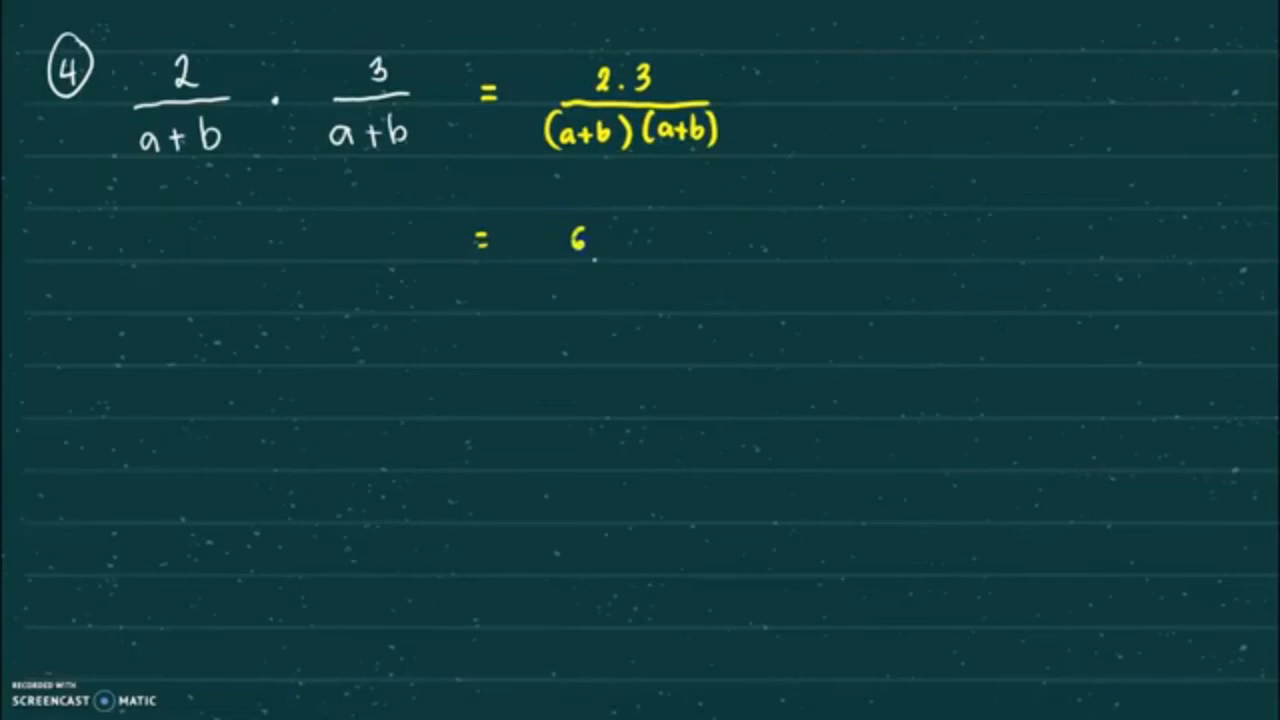 ④ 2/(a+b) · 3/(a+b) = 2.3/((a+b)(a+b))
= 6
RECORDED WITH
SCREENCAST MATIC